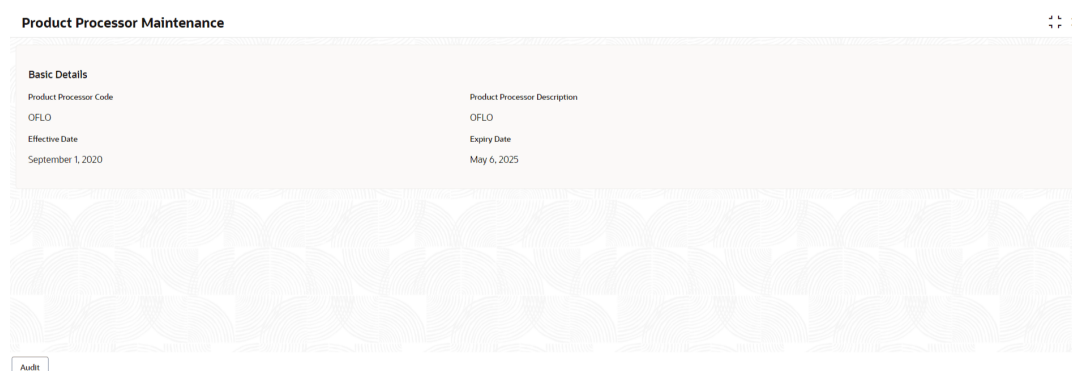 Product Processor Maintenance
Basic Details
Product Processor Code
Product Processor Description
OFLO
OFLO
Effective Date
Expiry Date
September 1, 2020
May 6, 2025
Audit